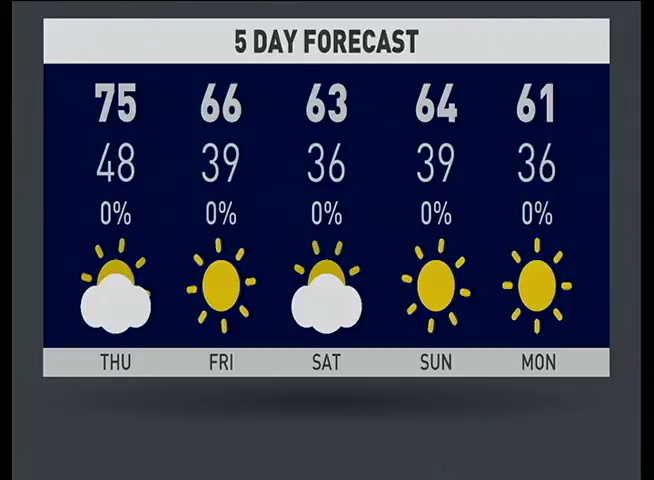 5 DAY FORECAST
75 66 63 64 61
48 39 36 39 36
0% 0% 0% 0% 0%
THU FRI SAT SUN MON